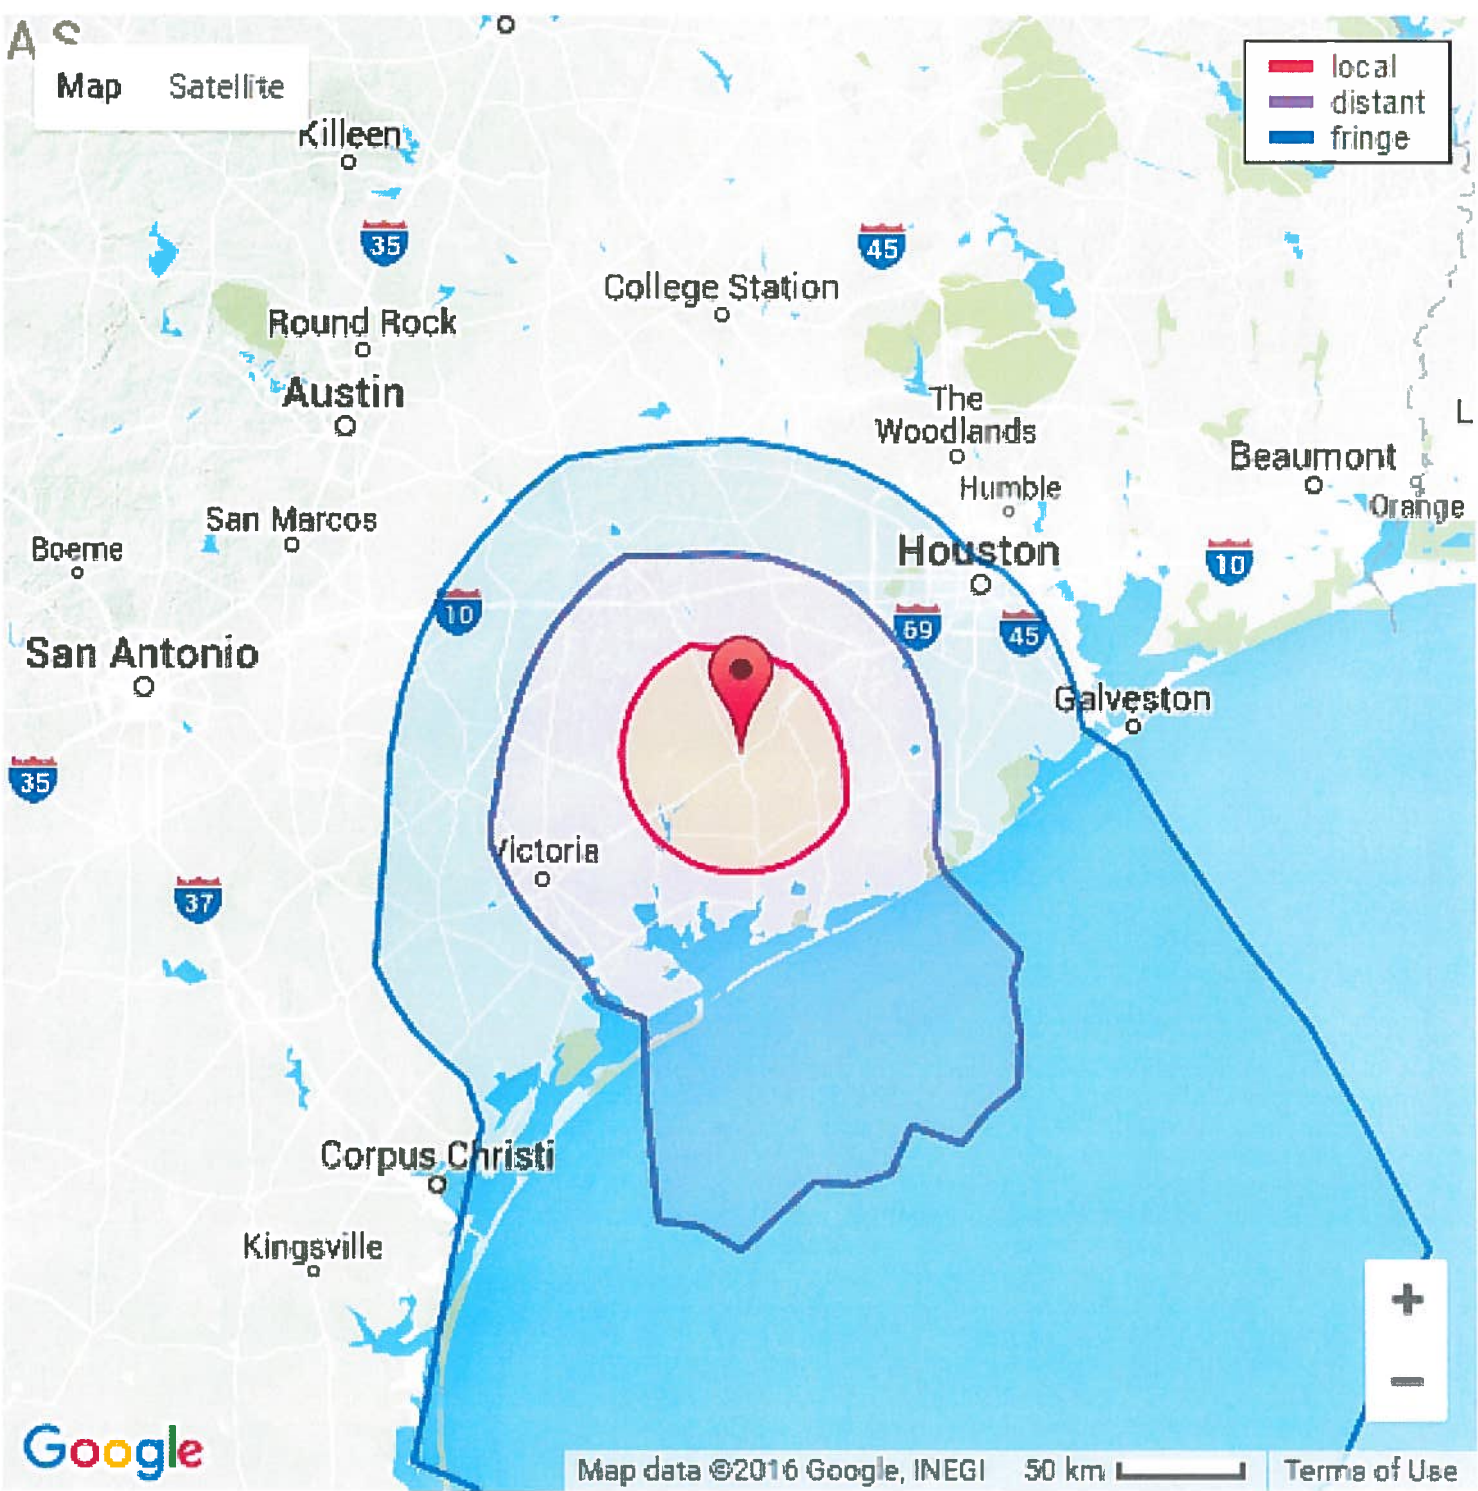 A S
Map Satellite
local
distant
fringe
Killeen
35
45
College Station
Round Rock
Austin
The
Woodlands
L
Beaumont
Humble
Orange
San Marcos
Boerne
Houston
10
10
69
45
San Antonio
Galveston
35
Victoria
37
Corpus Christi
Kingsville
+
−
Google
Map data ©2016 Google, INEGI 50 km Terms of Use